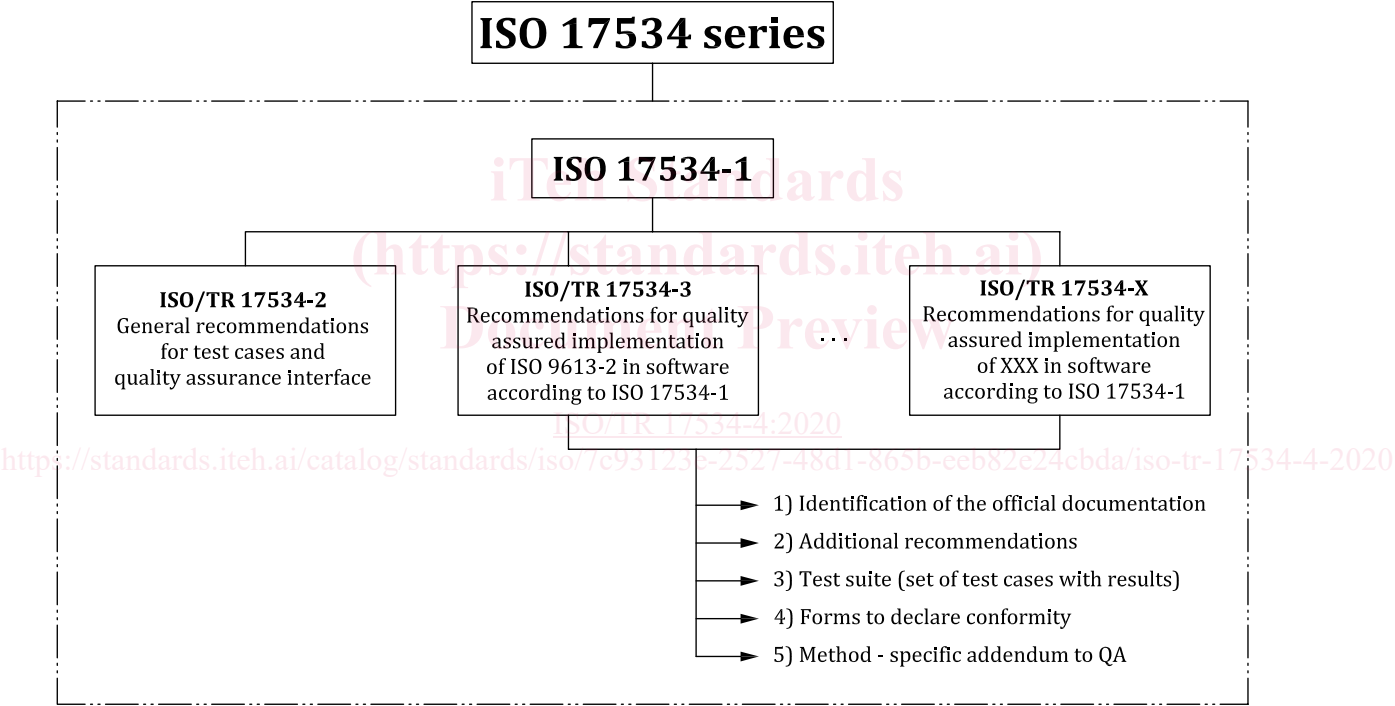 ISO 17534 series
ISO 17534-1
iTeh Standards
(https://standards.iteh.ai)
Document Preview
ISO/TR 17534-2
General recommendations
for test cases and
quality assurance interface
ISO/TR 17534-3
Recommendations for quality
assured implementation
of ISO 9613-2 in software
according to ISO 17534-1
...
ISO/TR 17534-X
Recommendations for quality
assured implementation
of XXX in software
according to ISO 17534-1
ISO/TR 17534-4:2020
https://standards.iteh.ai/catalog/standards/iso/7c93123e-2527-48d1-865b-eeb82e24cbda/iso-tr-17534-4-2020
1) Identification of the official documentation
2) Additional recommendations
3) Test suite (set of test cases with results)
4) Forms to declare conformity
5) Method - specific addendum to QA